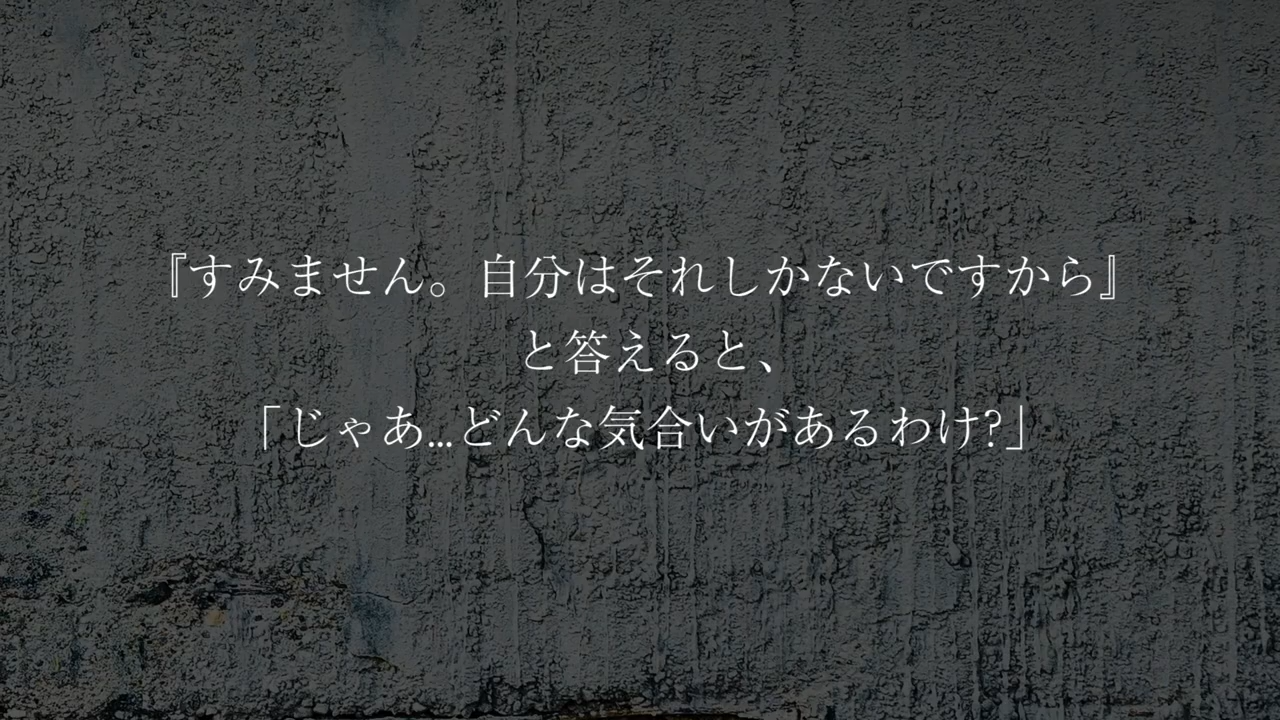 『すみません。自分はそれしかないですから』
と答えると、
「じゃあ…どんな気合いがあるわけ?」